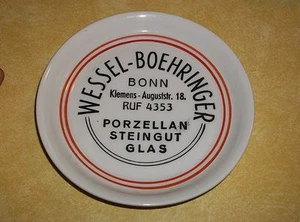 WESSEL-BOEHRINGER
BONN
Klemens-Auguststr. 18.
RUF 4353
PORZELLAN
STEINGUT
GLAS